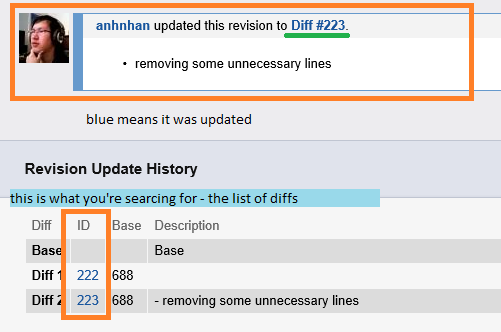 anhnhan updated this revision to Diff #223.
• removing some unnecessary lines
blue means it was updated
Revision Update History
this is what you're searching for - the list of diffs
Diff ID Base Description
Base Base
Diff 1 222 688
Diff 2 223 688 - removing some unnecessary lines